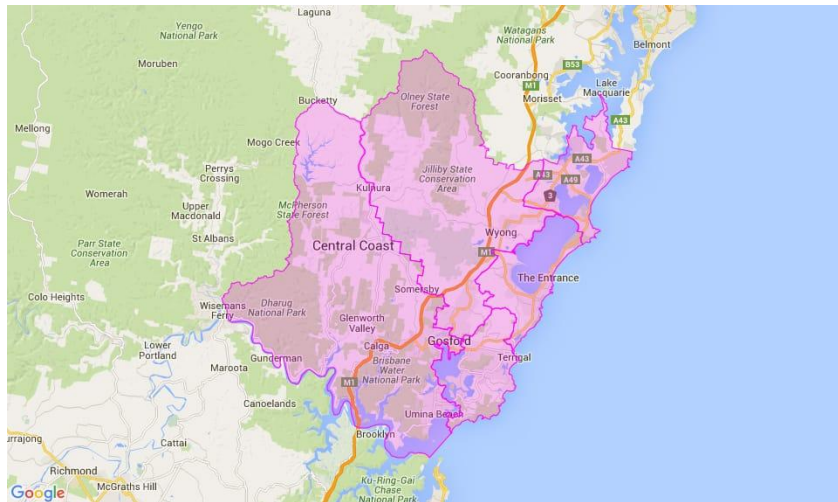 Laguna
Yengo
National Park
Watagans
National Park
Belmont
Moruben
B53
Cooranbong
Lake
Macquarie
M1
Morisset
Olney State
Forest
Bucketty
A43
Mellong
Mogo Creek
A43
Perrys
Crossing
Jilliby State
Conservation
Area
A43
A49
Kulnura
Womerah
McPherson
State Forest
3
Upper
Macdonald
St Albans
Wyong
Parr State
Conservation
Area
Central Coast
M1
The Entrance
Somersby
Colo Heights
Wisemans
Ferry
Dharug
National Park
Glenworth
Valley
Lower
Portland
Calga
Gosford
Gunderman
Brisbane
Water
National Park
Terrigal
Maroota
M1
Canoelands
Umina Beach
Brooklyn
urrajong
Cattai
Richmond
Ku-Ring-Gai
Chase
National Park
McGraths Hill
Google